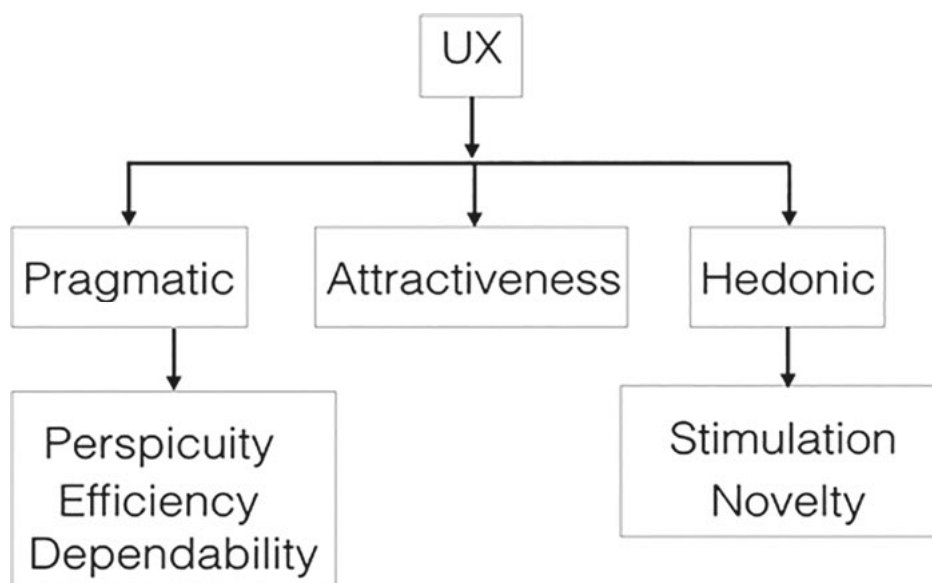 UX
Pragmatic
Attractiveness
Hedonic
Perspicuity
Efficiency
Dependability
Stimulation
Novelty